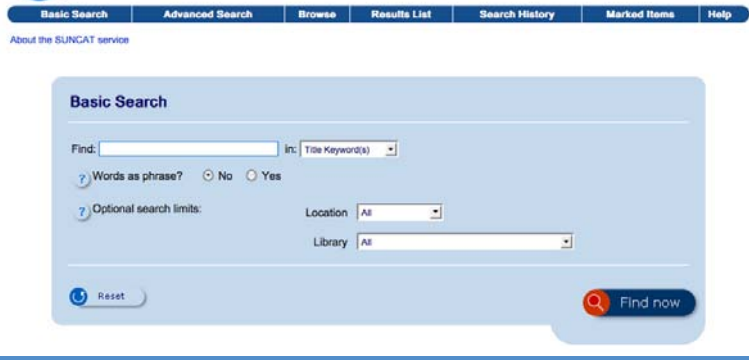 Basic Search Advanced Search Browse Results List Search History Marked Items Help
About the SUNCAT service
Basic Search
Find: in: Title Keyword(s)
? Words as phrase? No Yes
? Optional search limits: Location All
Library All
Reset Find now